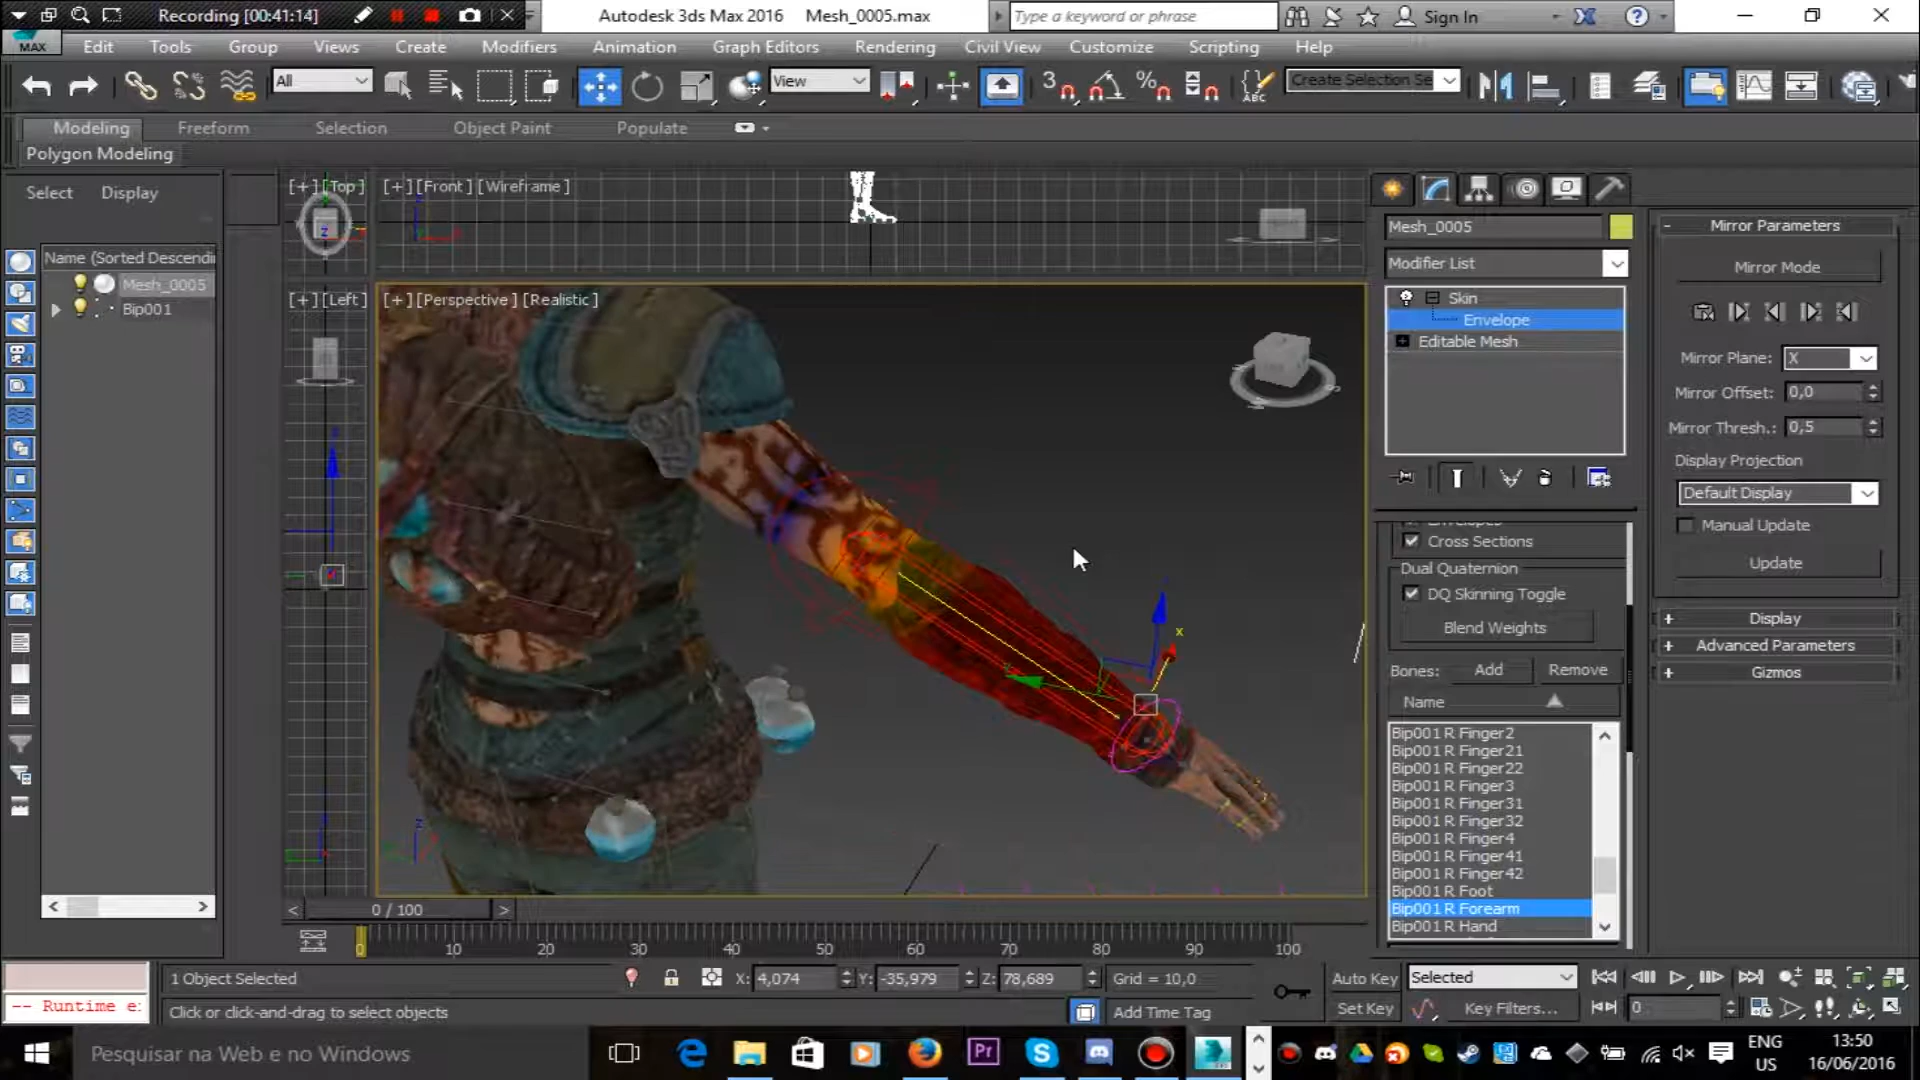 Recording [00:41:14]
Autodesk 3ds Max 2016 Mesh_0005.max
Type a keyword or phrase
Sign In
MAX
Edit Tools Group Views Create Modifiers Animation Graph Editors Rendering Civil View Customize Scripting Help
All
View
3
%
ABC
Create Selection Se
Modeling Freeform Selection Object Paint Populate
Polygon Modeling
Select Display
Name (Sorted Descendi
Mesh_0005
Bip001
[+] [Top]
[+] [Front] [Wireframe]
[+] [Left]
[+] [Perspective] [Realistic]
Mesh_0005
Modifier List
Skin
Envelope
Editable Mesh
Cross Sections
Dual Quaternion
DQ Skinning Toggle
Blend Weights
Bones: Add Remove
Name
Bip001 R Finger2
Bip001 R Finger21
Bip001 R Finger22
Bip001 R Finger3
Bip001 R Finger31
Bip001 R Finger32
Bip001 R Finger4
Bip001 R Finger41
Bip001 R Finger42
Bip001 R Foot
Bip001 R Forearm
Bip001 R Hand
Mirror Parameters
Mirror Mode
Mirror Plane: X
Mirror Offset: 0,0
Mirror Thresh.: 0,5
Display Projection
Default Display
Manual Update
Update
Display
Advanced Parameters
Gizmos
0 / 100
0 10 20 30 40 50 60 70 80 90 100
1 Object Selected
X: 4,074 Y: -35,979 Z: 78,689
Grid = 10,0
Auto Key
Selected
-- Runtime e:
Click or click-and-drag to select objects
Add Time Tag
Set Key
Key Filters...
0
Pesquisar na Web e no Windows
Pr
ENG
US
13:50
16/06/2016